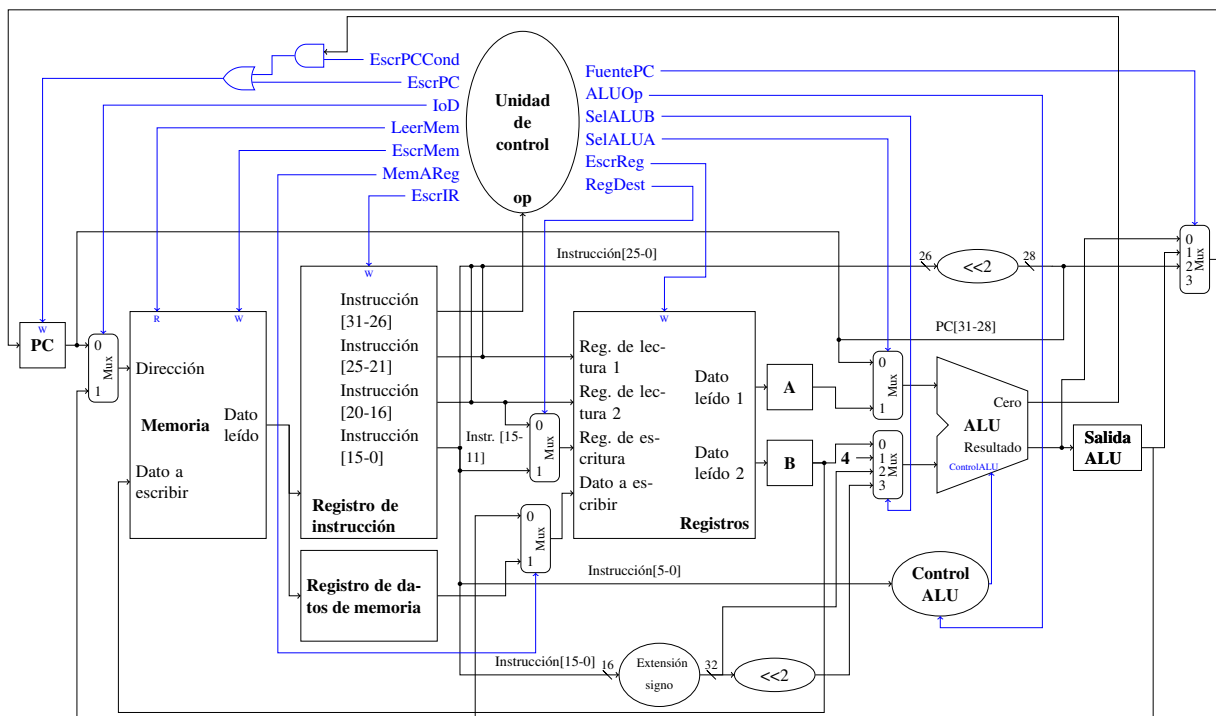 EscrPCCond
EscrPC
IoD
LeerMem
EscrMem
MemAReg
EscrIR
Unidad
de
control
op
FuentePC
ALUOp
SelALUB
SelALUA
EscrReg
RegDest
Instrucción[25-0]
26
<<2
28
0
1
2
3
Mux
PC[31-28]
W
PC
0
1
Mux
R
W
Dirección
Memoria
Dato
leído
Dato a
escribir
W
Instrucción
[31-26]
Instrucción
[25-21]
Instrucción
[20-16]
Instrucción
[15-0]
Registro de
instrucción
Instr. [15-
11]
0
1
Mux
W
Reg. de lec-
tura 1
Reg. de lec-
tura 2
Reg. de es-
critura
Dato a es-
cribir
Dato
leído 1
Dato
leído 2
Registros
A
B
4
0
1
Mux
0
1
2
3
Mux
Cero
ALU
Resultado
ControlALU
Salida
ALU
0
1
Mux
Registro de da-
tos de memoria
Instrucción[5-0]
Control
ALU
Instrucción[15-0]
16
Extensión
signo
32
<<2